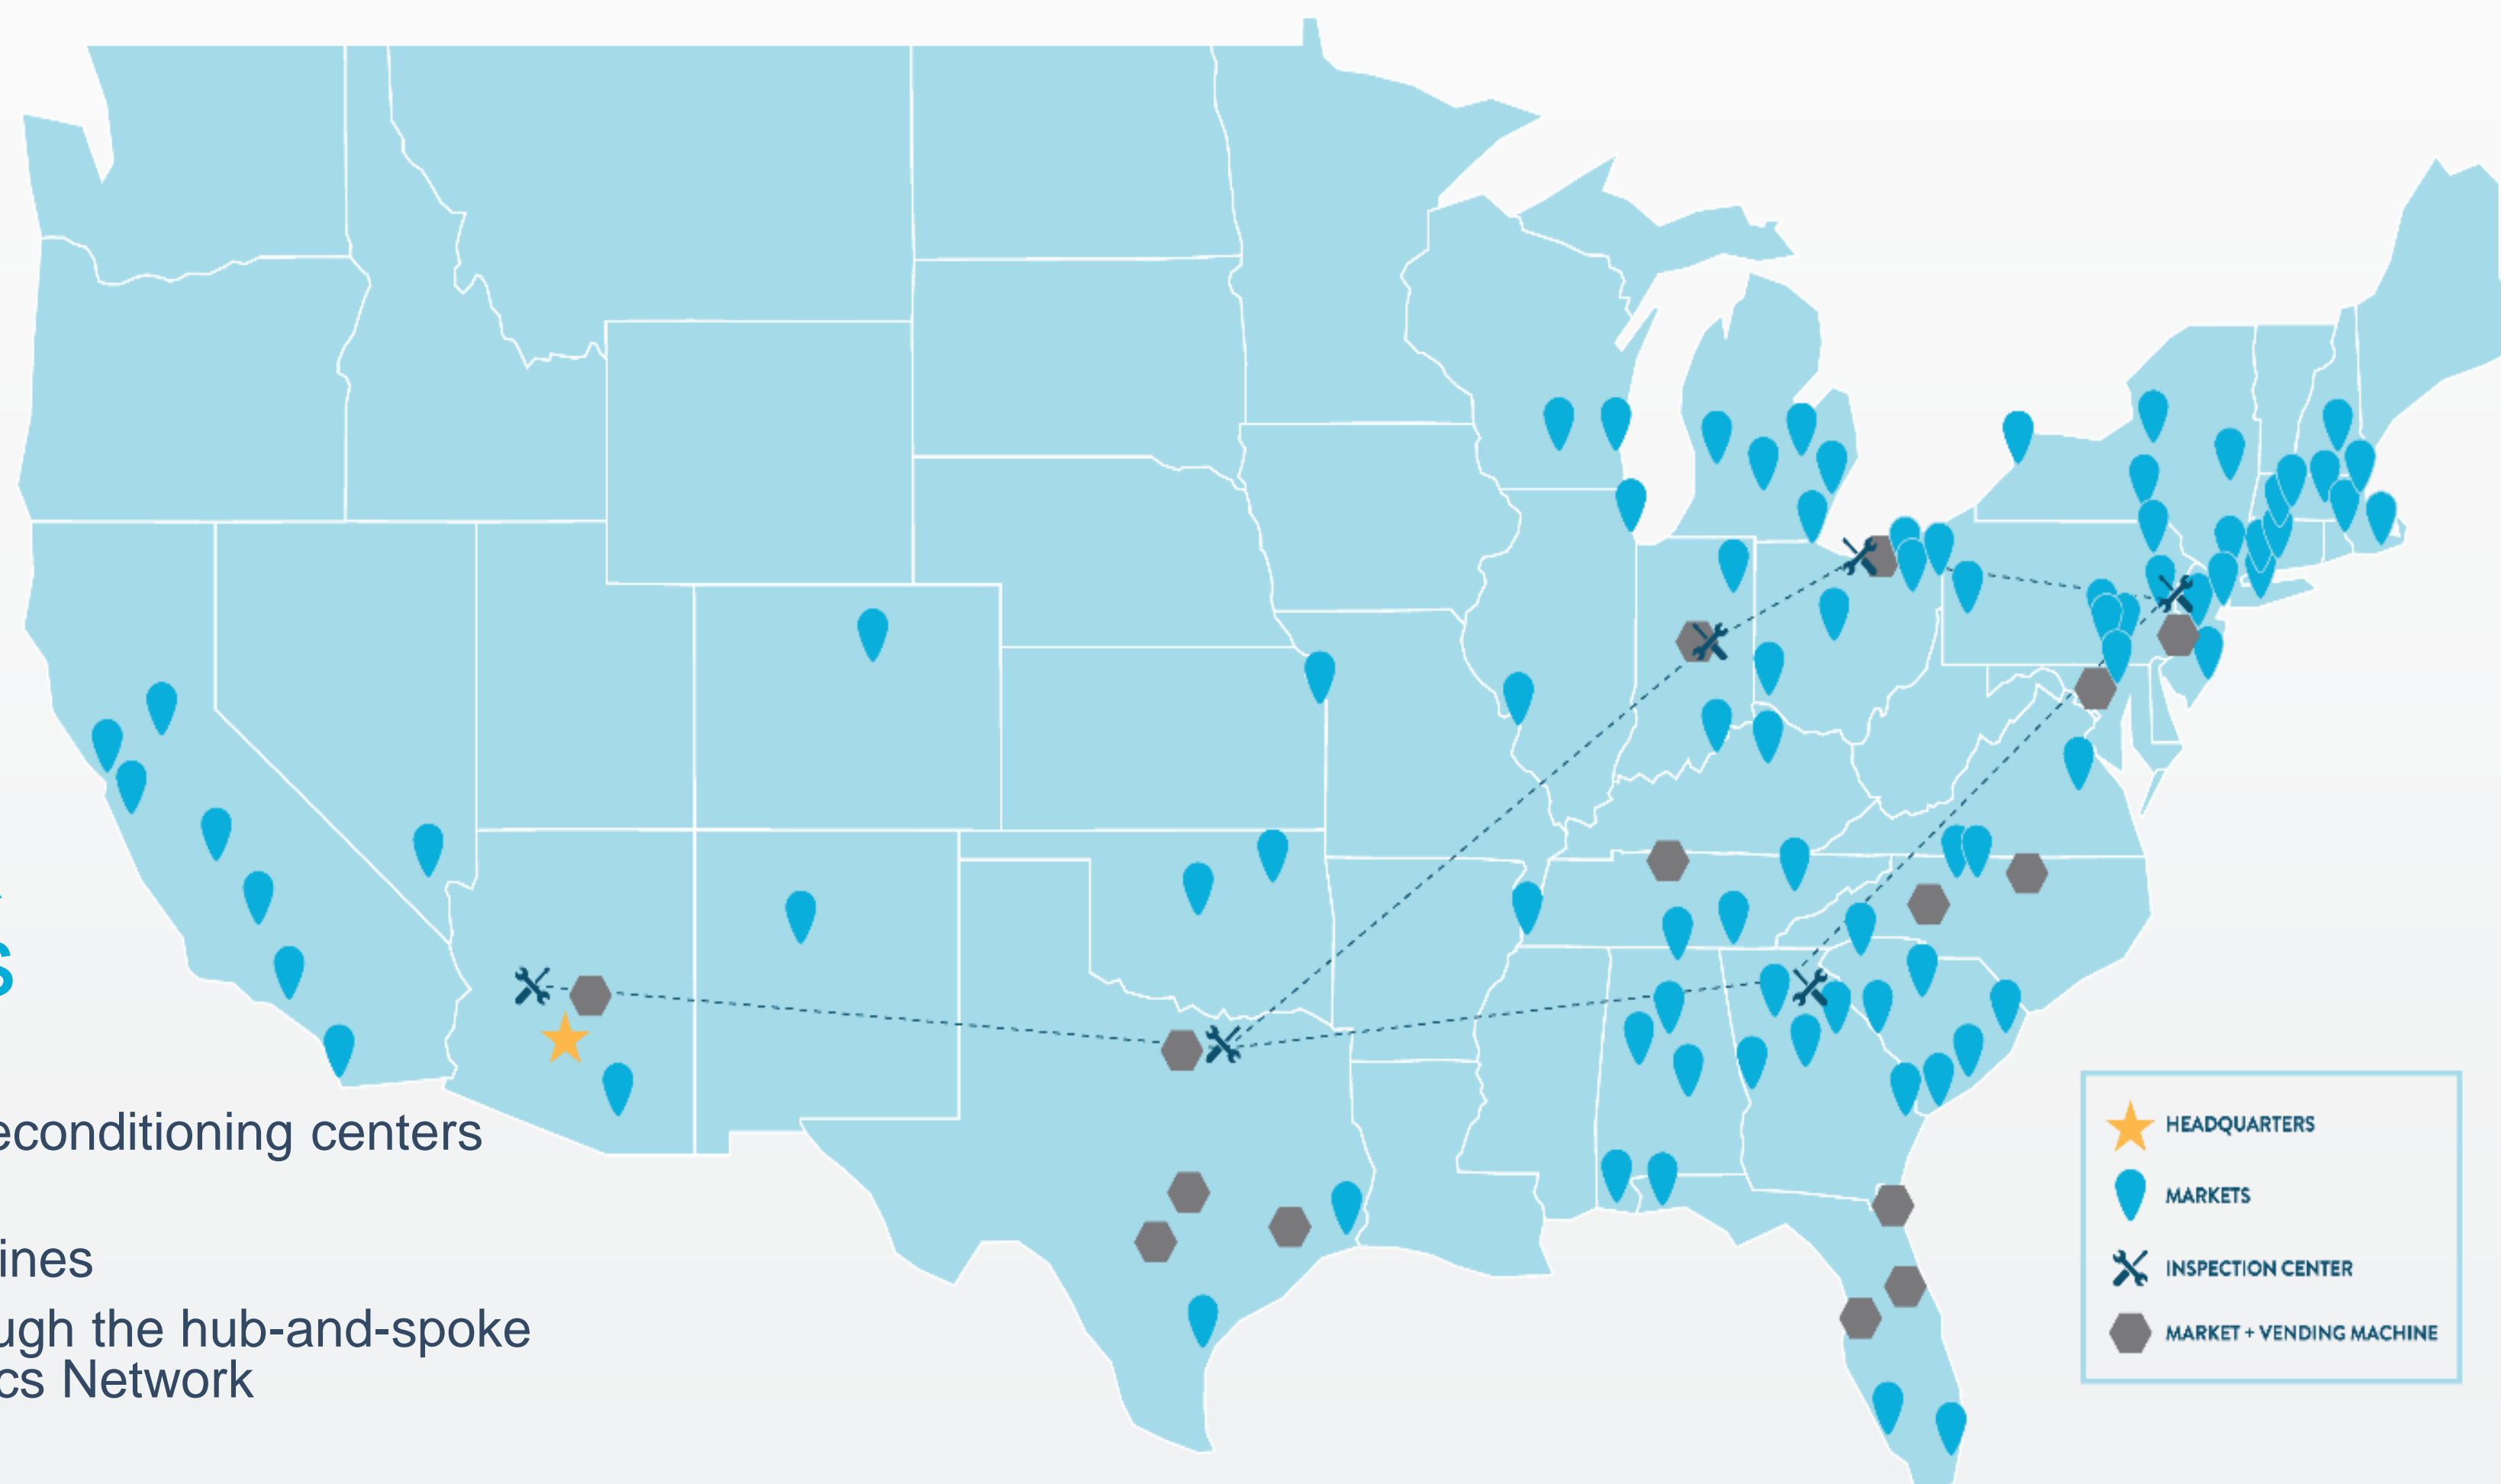 econditioning centers
ines
ugh the hub-and-spoke
cs Network
HEADQUARTERS
MARKETS
INSPECTION CENTER
MARKET + VENDING MACHINE